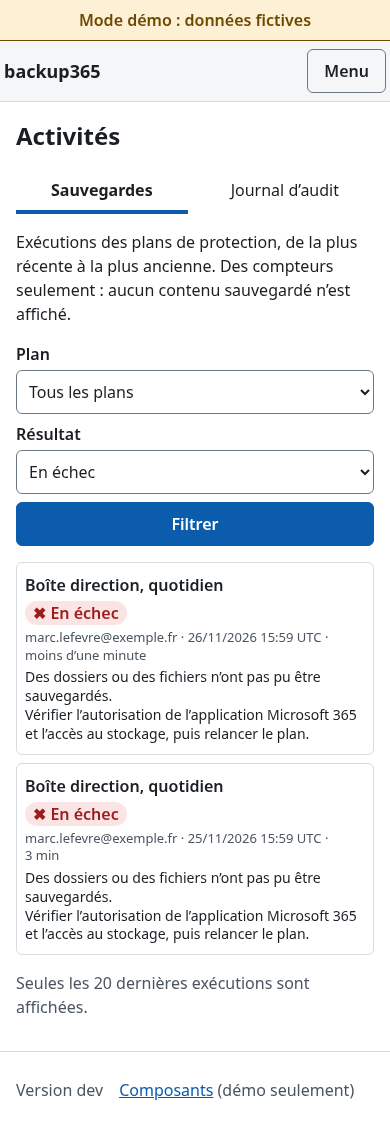 Mode démo : données fictives
backup365
Menu
Activités
Sauvegardes
Journal d’audit
Exécutions des plans de protection, de la plus
récente à la plus ancienne. Des compteurs
seulement : aucun contenu sauvegardé n’est
affiché.
Plan
Tous les plans
Résultat
En échec
Filtrer
Boîte direction, quotidien
✖ En échec
marc.lefevre@exemple.fr · 26/11/2026 15:59 UTC ·
moins d’une minute
Des dossiers ou des fichiers n’ont pas pu être
sauvegardés.
Vérifier l’autorisation de l’application Microsoft 365
et l’accès au stockage, puis relancer le plan.
Boîte direction, quotidien
✖ En échec
marc.lefevre@exemple.fr · 25/11/2026 15:59 UTC ·
3 min
Des dossiers ou des fichiers n’ont pas pu être
sauvegardés.
Vérifier l’autorisation de l’application Microsoft 365
et l’accès au stockage, puis relancer le plan.
Seules les 20 dernières exécutions sont
affichées.
Version dev Composants (démo seulement)